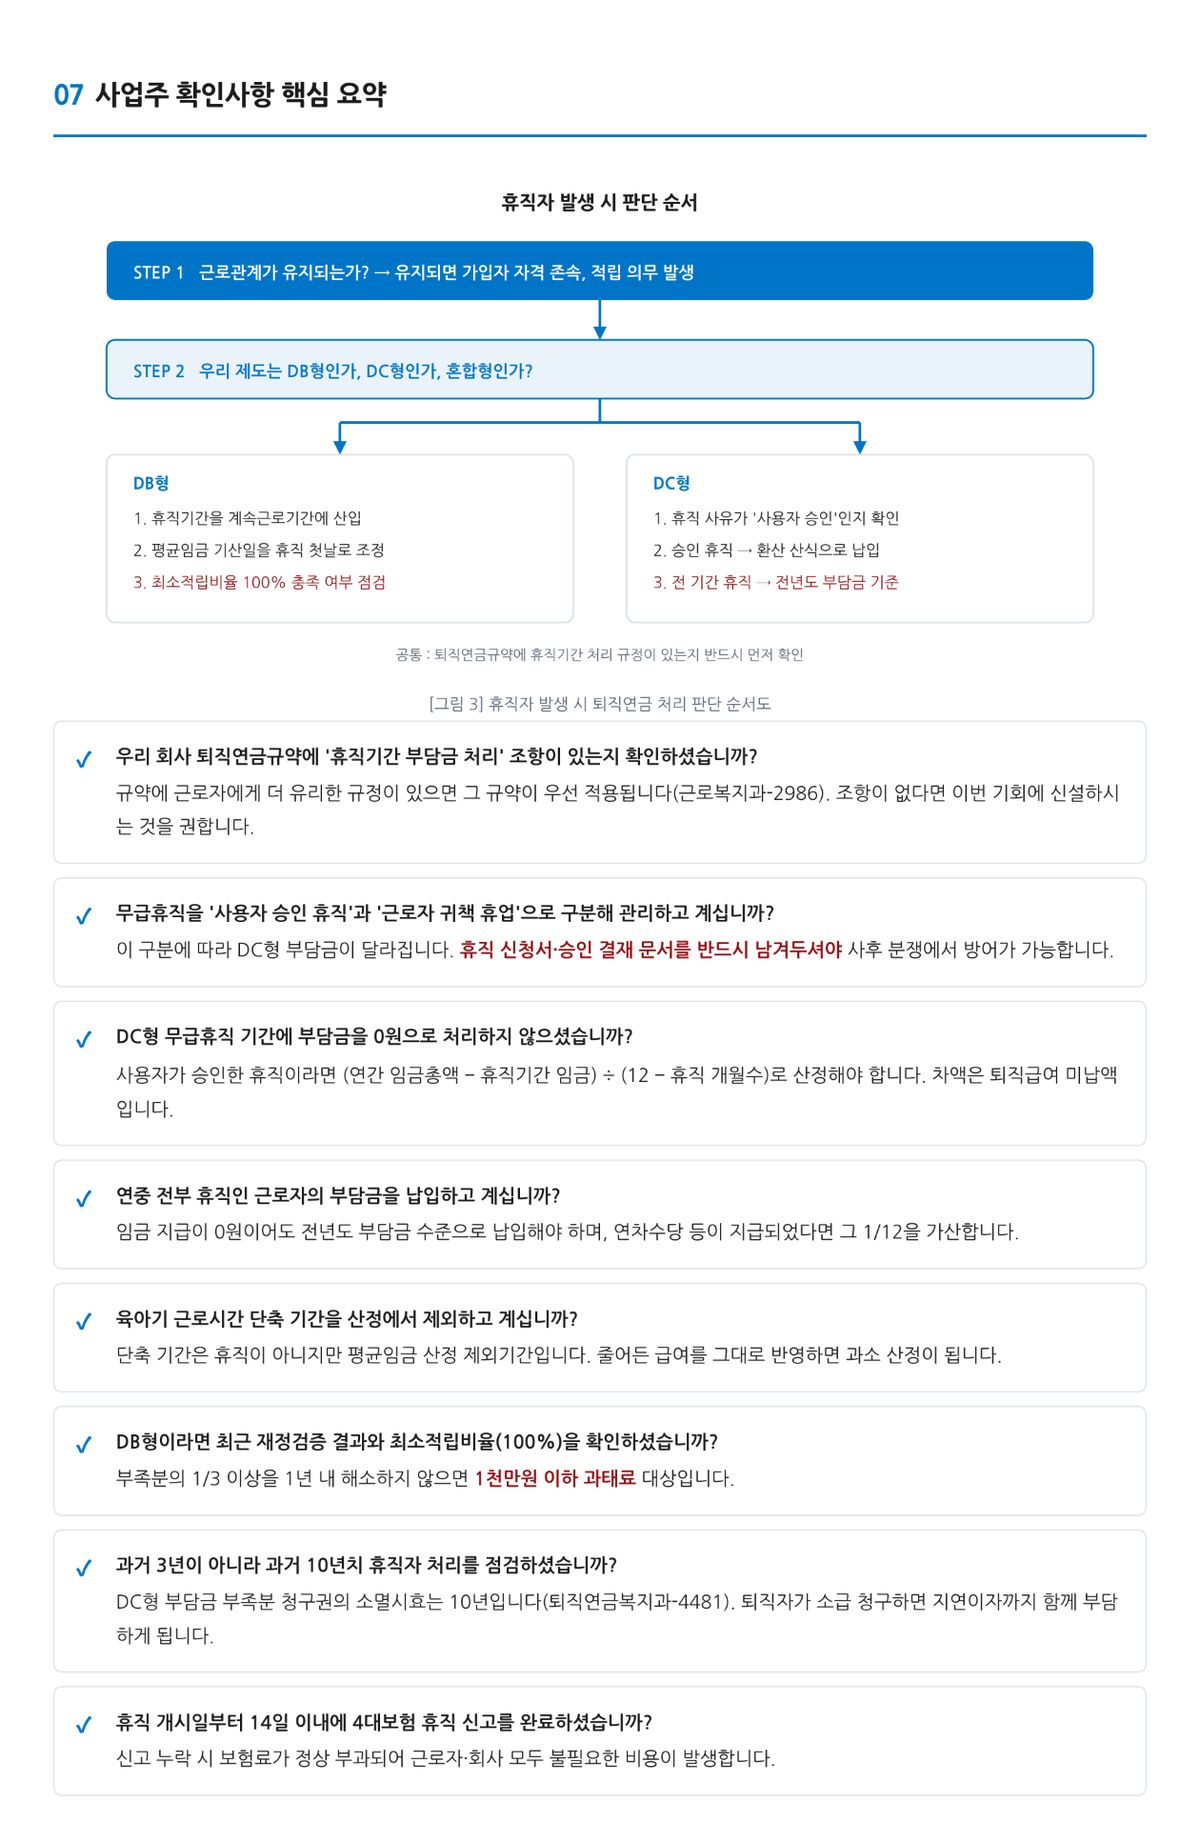 07 사업주 확인사항 핵심 요약
휴직자 발생 시 판단 순서
STEP 1 근로관계가 유지되는가? → 유지되면 가입자 자격 존속, 적립 의무 발생
STEP 2 우리 제도는 DB형인가, DC형인가, 혼합형인가?
DB형
1. 휴직기간을 계속근로기간에 산입
2. 평균임금 기산일을 휴직 첫날로 조정
3. 최소적립비율 100% 충족 여부 점검
DC형
1. 휴직 사유가 '사용자 승인'인지 확인
2. 승인 휴직 → 환산 산식으로 납입
3. 전 기간 휴직 → 전년도 부담금 기준
공통 : 퇴직연금규약에 휴직기간 처리 규정이 있는지 반드시 먼저 확인
[그림 3] 휴직자 발생 시 퇴직연금 처리 판단 순서도
✓ 우리 회사 퇴직연금규약에 '휴직기간 부담금 처리' 조항이 있는지 확인하셨습니까?
규약에 근로자에게 더 유리한 규정이 있으면 그 규약이 우선 적용됩니다(근로복지과-2986). 조항이 없다면 이번 기회에 신설하시
는 것을 권합니다.
✓ 무급휴직을 '사용자 승인 휴직'과 '근로자 귀책 휴업'으로 구분해 관리하고 계십니까?
이 구분에 따라 DC형 부담금이 달라집니다. 휴직 신청서·승인 결재 문서를 반드시 남겨두셔야 사후 분쟁에서 방어가 가능합니다.
✓ DC형 무급휴직 기간에 부담금을 0원으로 처리하지 않으셨습니까?
사용자가 승인한 휴직이라면 (연간 임금총액 − 휴직기간 임금) ÷ (12 − 휴직 개월수)로 산정해야 합니다. 차액은 퇴직급여 미납액
입니다.
✓ 연중 전부 휴직인 근로자의 부담금을 납입하고 계십니까?
임금 지급이 0원이어도 전년도 부담금 수준으로 납입해야 하며, 연차수당 등이 지급되었다면 그 1/12을 가산합니다.
✓ 육아기 근로시간 단축 기간을 산정에서 제외하고 계십니까?
단축 기간은 휴직이 아니지만 평균임금 산정 제외기간입니다. 줄어든 급여를 그대로 반영하면 과소 산정이 됩니다.
✓ DB형이라면 최근 재정검증 결과와 최소적립비율(100%)을 확인하셨습니까?
부족분의 1/3 이상을 1년 내 해소하지 않으면 1천만원 이하 과태료 대상입니다.
✓ 과거 3년이 아니라 과거 10년치 휴직자 처리를 점검하셨습니까?
DC형 부담금 부족분 청구권의 소멸시효는 10년입니다(퇴직연금복지과-4481). 퇴직자가 소급 청구하면 지연이자까지 함께 부담
하게 됩니다.
✓ 휴직 개시일부터 14일 이내에 4대보험 휴직 신고를 완료하셨습니까?
신고 누락 시 보험료가 정상 부과되어 근로자·회사 모두 불필요한 비용이 발생합니다.